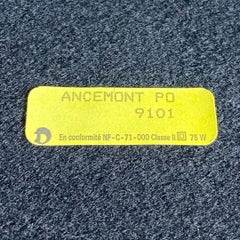 ANCEMONT PO
9101
En conformité NF-C-71-000 Classe II 75 W